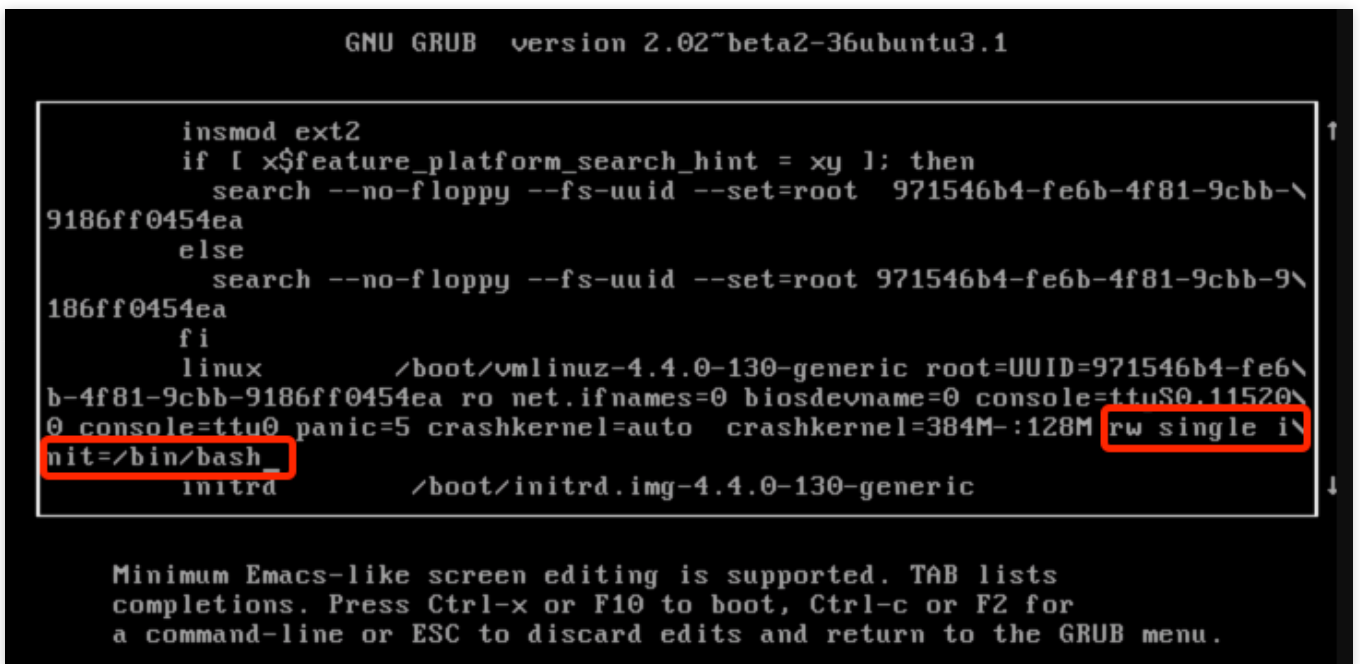 GNU GRUB  version 2.02~beta2-36ubuntu3.1
insmod ext2
if [ x$feature_platform_search_hint = xy ]; then
search --no-floppy --fs-uuid --set=root  971546b4-fe6b-4f81-9cbb-\
9186ff0454ea
else
search --no-floppy --fs-uuid --set=root 971546b4-fe6b-4f81-9cbb-9\
186ff0454ea
fi
linux        /boot/vmlinuz-4.4.0-130-generic root=UUID=971546b4-fe6\
b-4f81-9cbb-9186ff0454ea ro net.ifnames=0 biosdevname=0 console=ttyS0,11520\
0 console=tty0 panic=5 crashkernel=auto  crashkernel=384M-:128M rw single i\
nit=/bin/bash_
initrd        /boot/initrd.img-4.4.0-130-generic
Minimum Emacs-like screen editing is supported. TAB lists
completions. Press Ctrl-x or F10 to boot, Ctrl-c or F2 for
a command-line or ESC to discard edits and return to the GRUB menu.